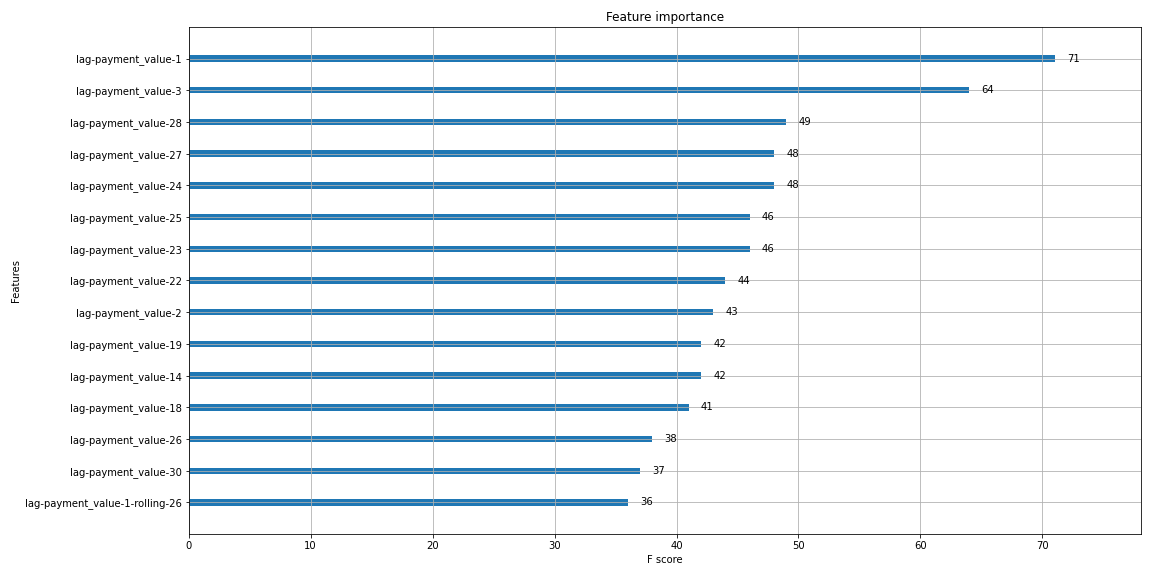 Feature importance
lag-payment_value-1 71
lag-payment_value-3 64
lag-payment_value-28 49
lag-payment_value-27 48
lag-payment_value-24 48
lag-payment_value-25 46
lag-payment_value-23 46
lag-payment_value-22 44
lag-payment_value-2 43
lag-payment_value-19 42
lag-payment_value-14 42
lag-payment_value-18 41
lag-payment_value-26 38
lag-payment_value-30 37
lag-payment_value-1-rolling-26 36
Features
0 10 20 30 40 50 60 70
F score